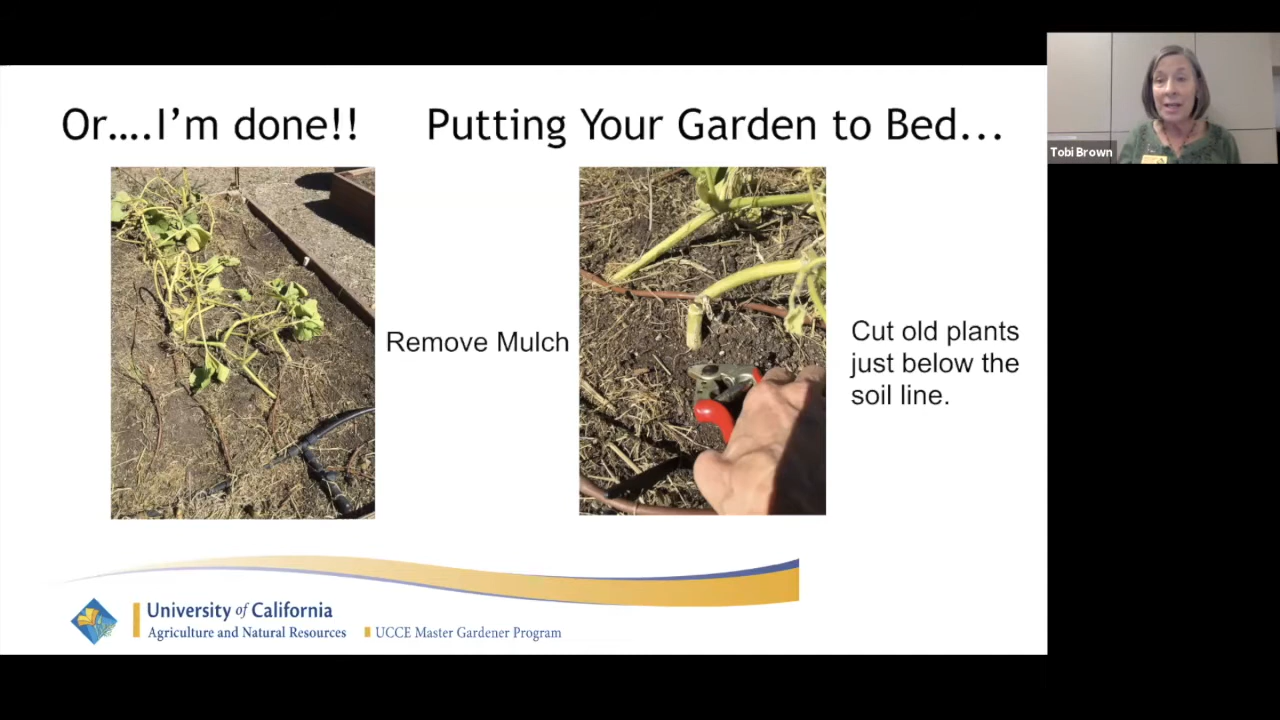 Or....I'm done!!
Putting Your Garden to Bed...
Tobi Brown
Remove Mulch
Cut old plants
just below the
soil line.
University of California
Agriculture and Natural Resources
UCCE Master Gardener Program